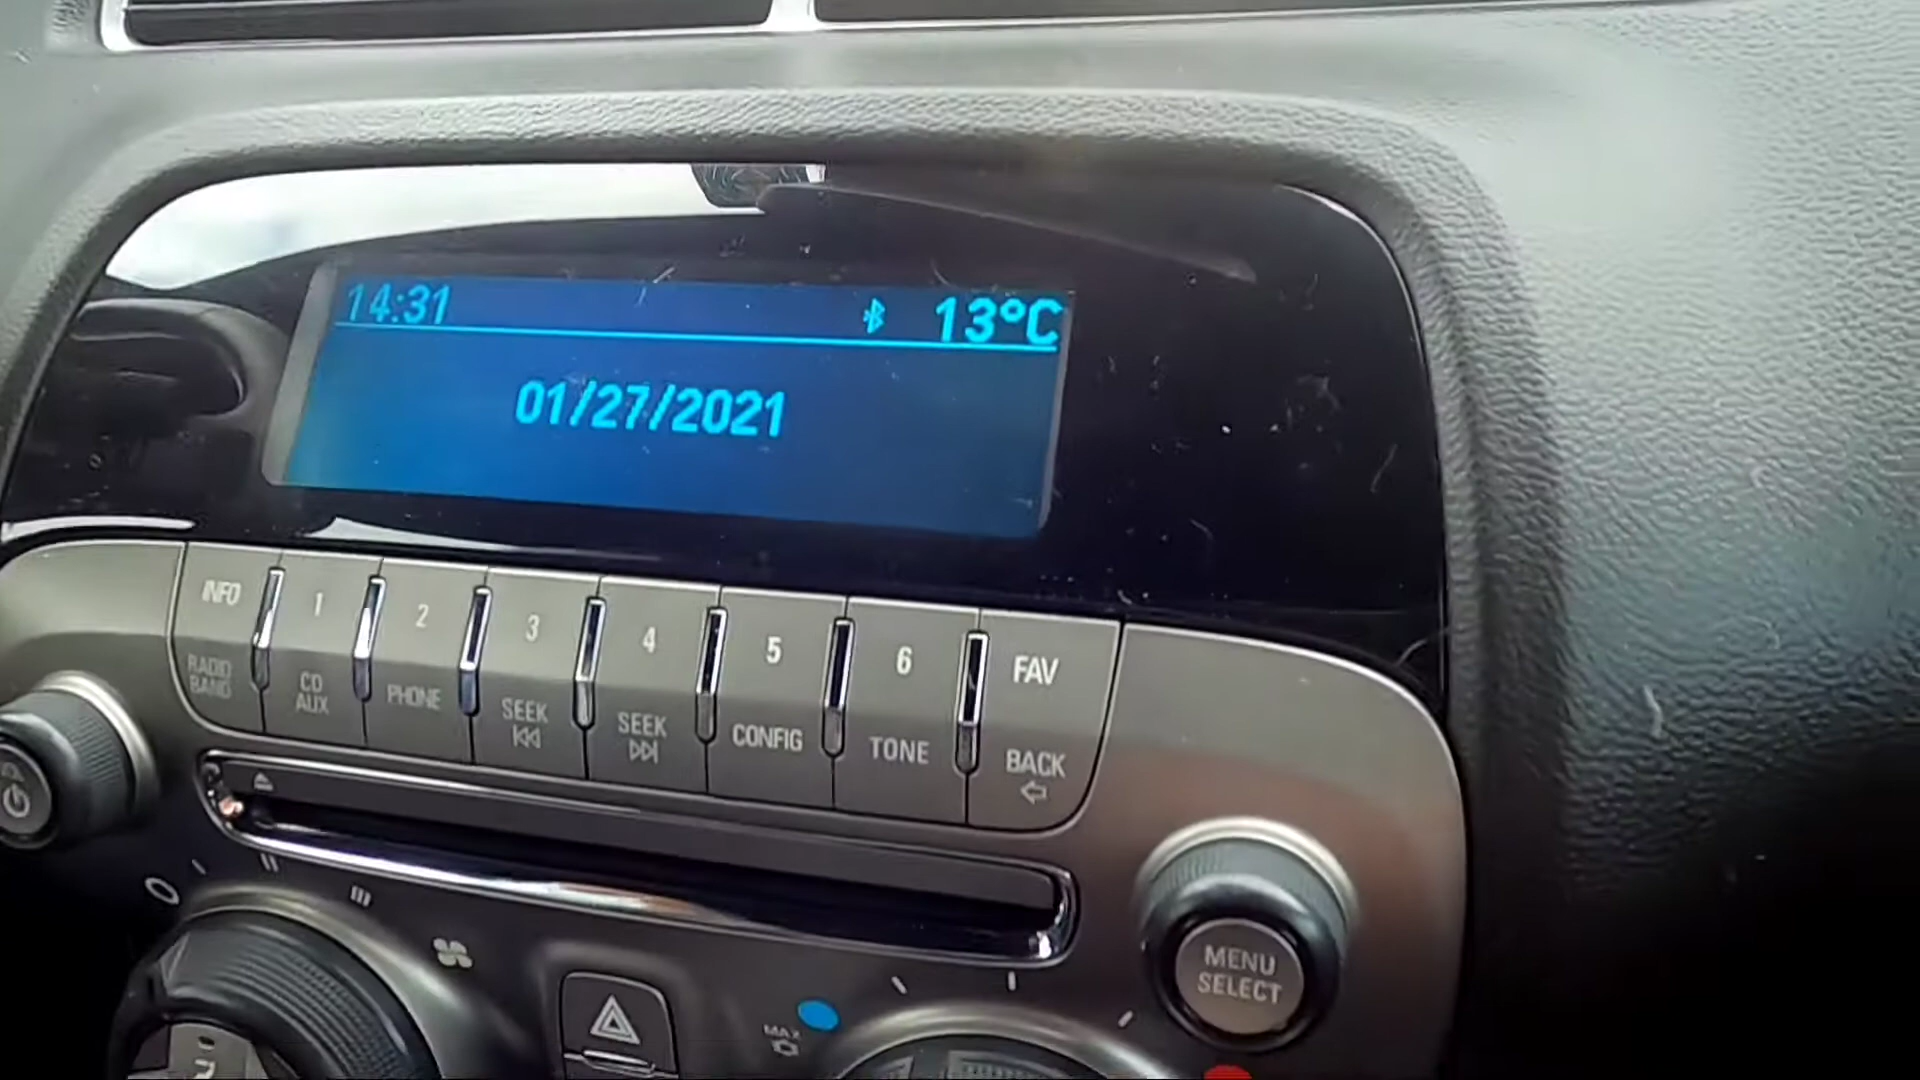 14:31 13°C
01/27/2021
INFO 1 2 3 4 5 6 FAV
RADIO BAND
CD AUX
PHONE
SEEK
SEEK
CONFIG
TONE
BACK
MENU
SELECT
MAX